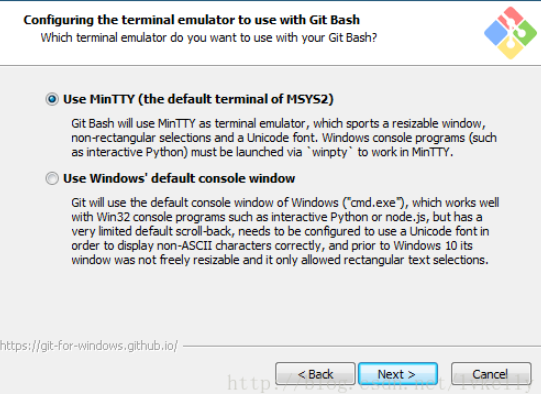 Configuring the terminal emulator to use with Git Bash
Which terminal emulator do you want to use with your Git Bash?
Use MinTTY (the default terminal of MSYS2)
Git Bash will use MinTTY as terminal emulator, which sports a resizable window,
non-rectangular selections and a Unicode font. Windows console programs (such
as interactive Python) must be launched via `winpty` to work in MinTTY.
Use Windows' default console window
Git will use the default console window of Windows ("cmd.exe"), which works well
with Win32 console programs such as interactive Python or node.js, but has a
very limited default scroll-back, needs to be configured to use a Unicode font in
order to display non-ASCII characters correctly, and prior to Windows 10 its
window was not freely resizable and it only allowed rectangular text selections.
https://git-for-windows.github.io/
< Back
Next >
Cancel